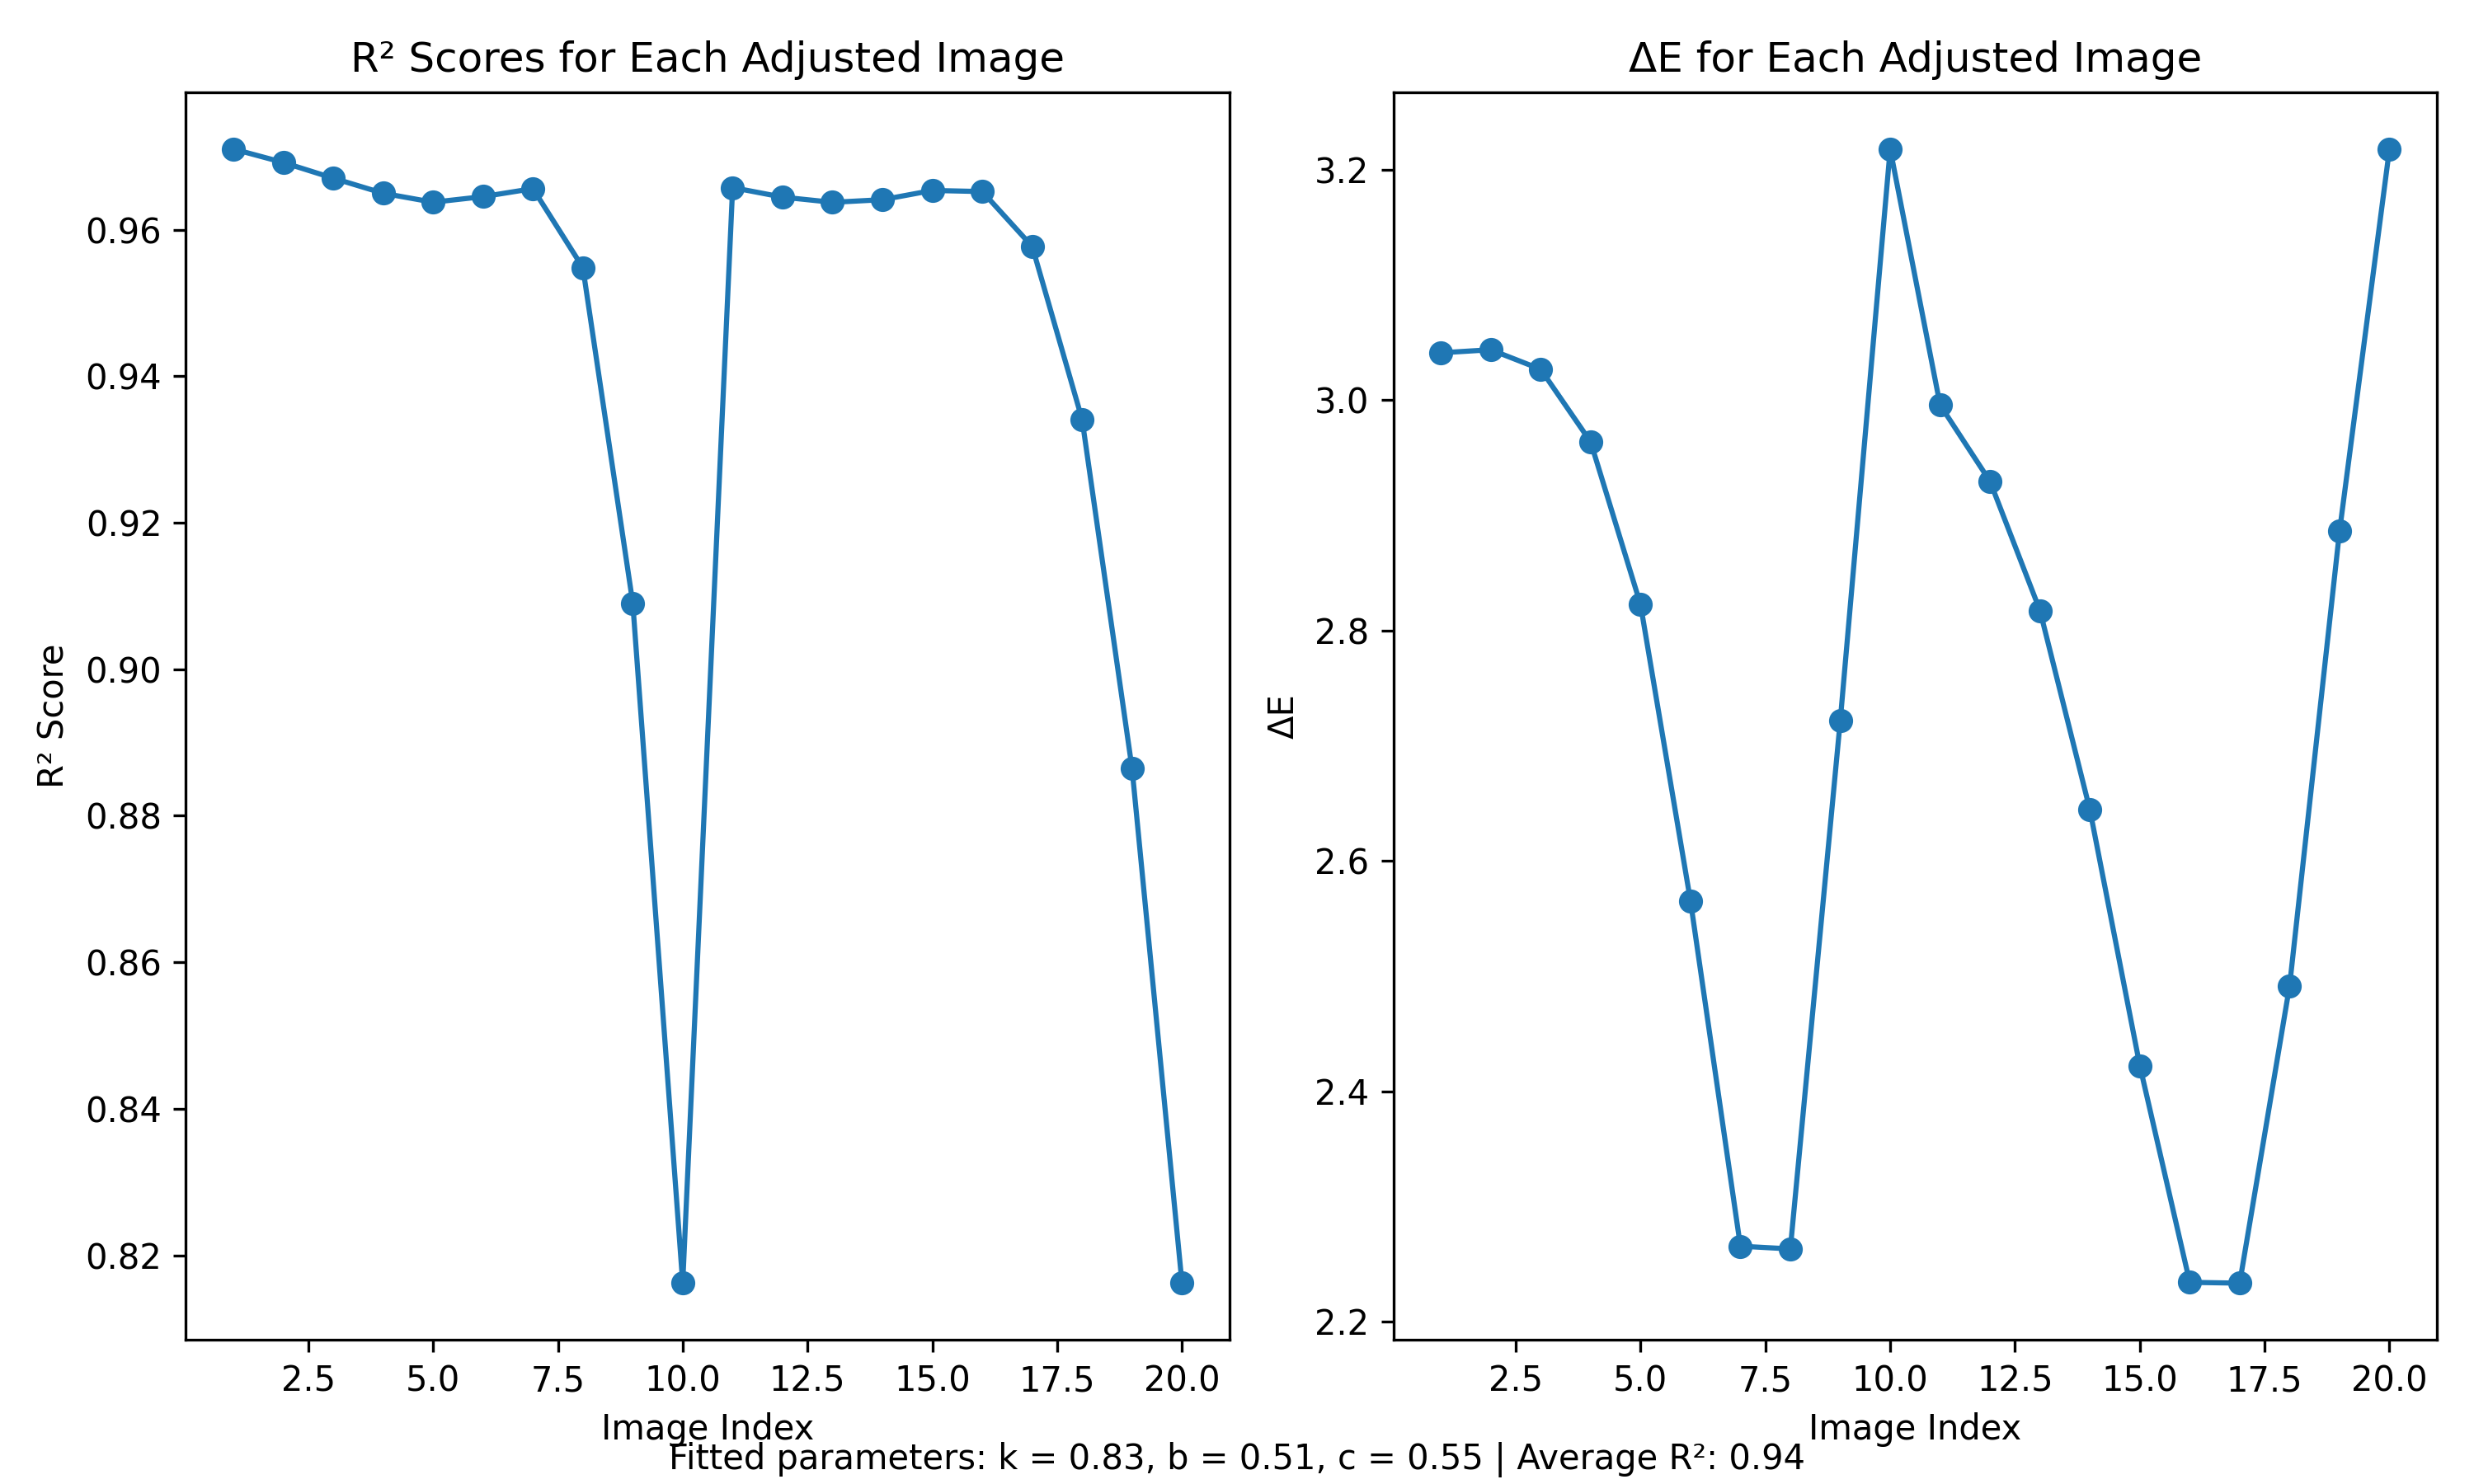 R² Scores for Each Adjusted Image
R² Score
0.96
0.94
0.92
0.90
0.88
0.86
0.84
0.82
2.5 5.0 7.5 10.0 12.5 15.0 17.5 20.0
Image Index
ΔE for Each Adjusted Image
ΔE
3.2
3.0
2.8
2.6
2.4
2.2
2.5 5.0 7.5 10.0 12.5 15.0 17.5 20.0
Image Index
Fitted parameters: k = 0.83, b = 0.51, c = 0.55 | Average R²: 0.94